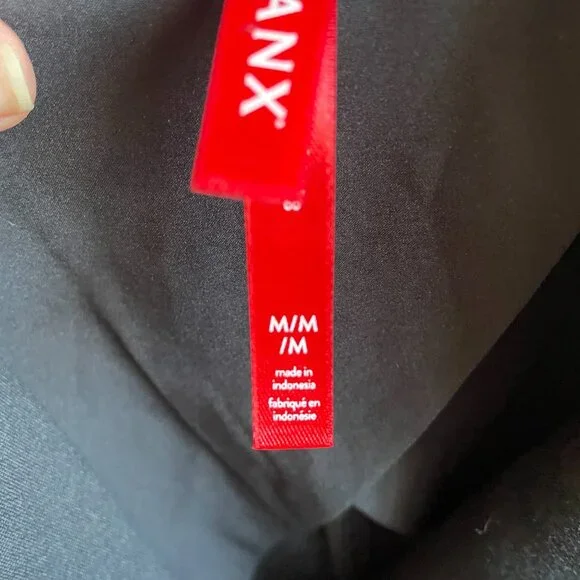 ANX
M/M
/M
made in
indonesia
fabriqué en
indonésie